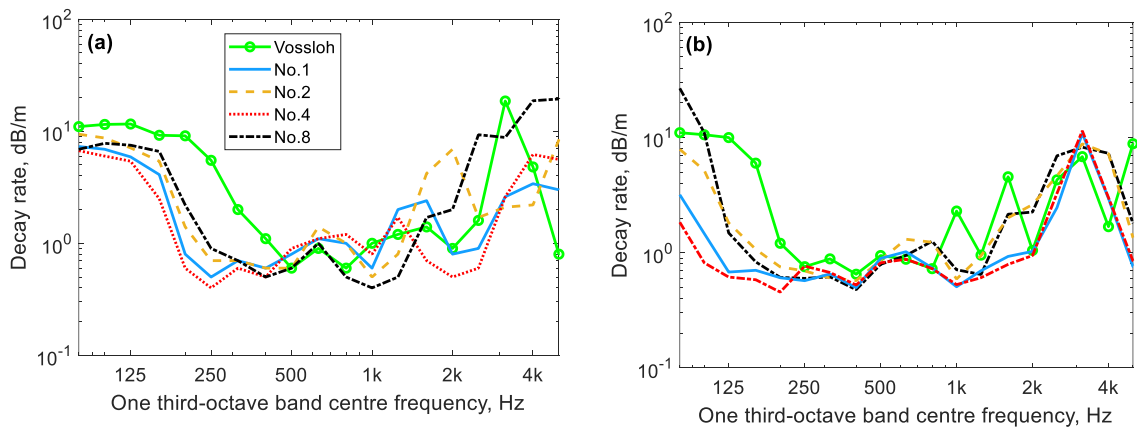 (a)
Vossloh
No.1
No.2
No.4
No.8
10^2
10^1
10^0
10^-1
Decay rate, dB/m
125 250 500 1k 2k 4k
One third-octave band centre frequency, Hz
(b)
10^2
10^1
10^0
10^-1
Decay rate, dB/m
125 250 500 1k 2k 4k
One third-octave band centre frequency, Hz